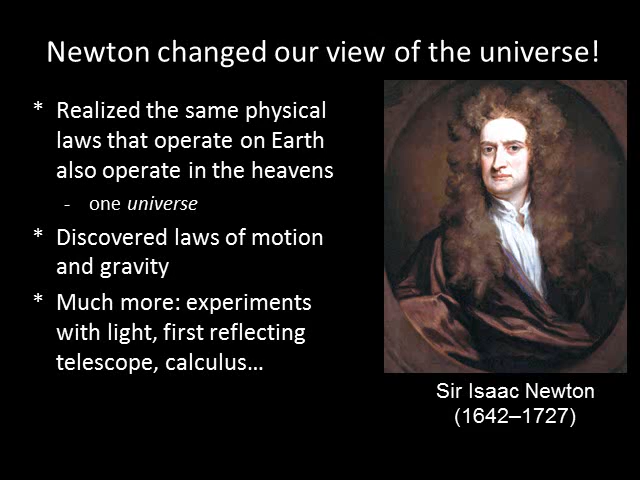 Newton changed our view of the universe!
* Realized the same physical
laws that operate on Earth
also operate in the heavens
- one universe
* Discovered laws of motion
and gravity
* Much more: experiments
with light, first reflecting
telescope, calculus…
Sir Isaac Newton
(1642–1727)